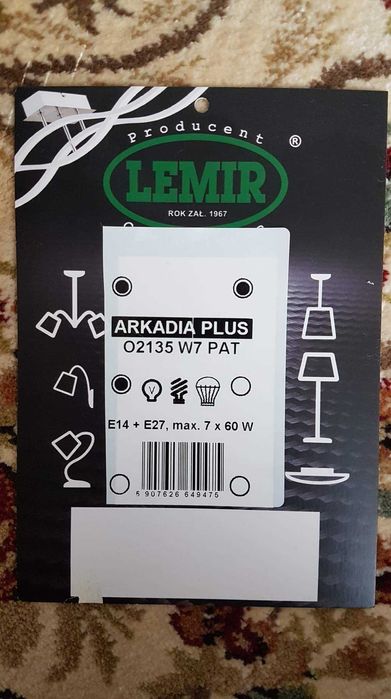 Producent
®
LEMIR
ROK ZAŁ. 1967
ARKADIA PLUS
O2135 W7 PAT
E14 + E27, max. 7 x 60 W
5 907626 649475